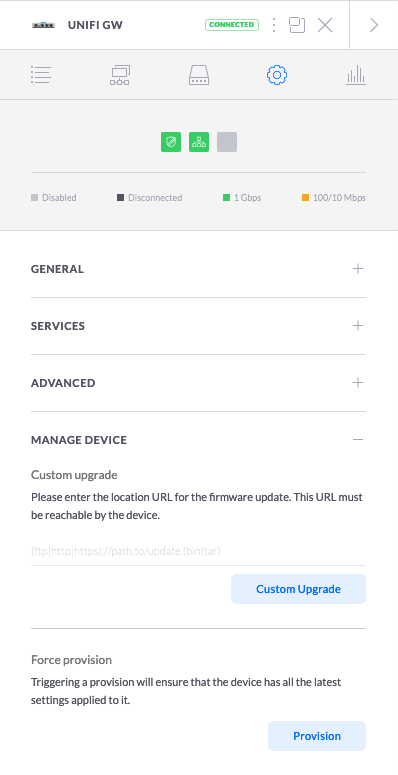 UNIFI GW
CONNECTED
Disabled
Disconnected
1 Gbps
100/10 Mbps
GENERAL
SERVICES
ADVANCED
MANAGE DEVICE
Custom upgrade
Please enter the location URL for the firmware update. This URL must
be reachable by the device.
(ftp|http|https)://path.to/update.(bin|tar)
Custom Upgrade
Force provision
Triggering a provision will ensure that the device has all the latest
settings applied to it.
Provision